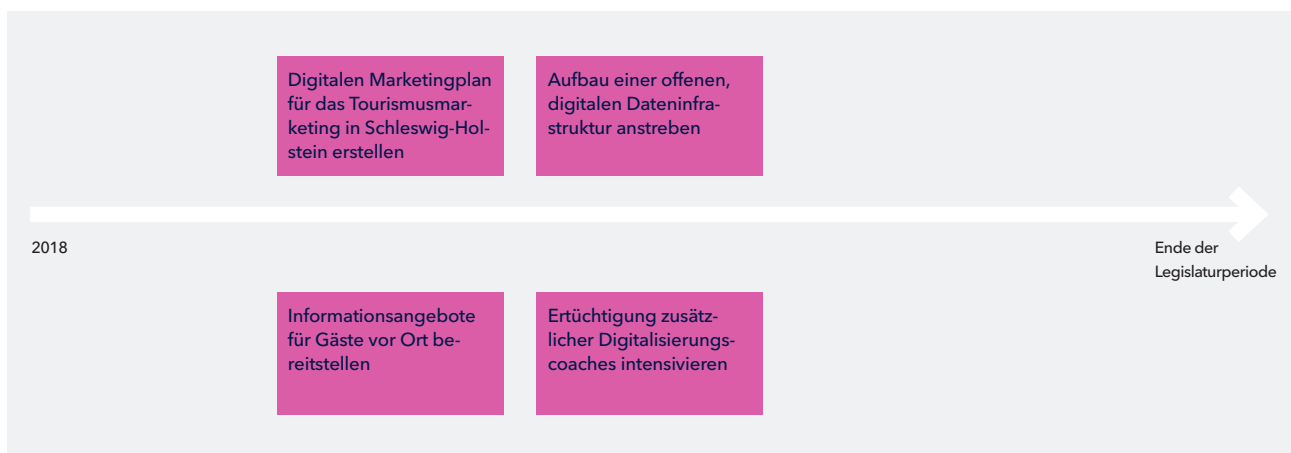 Digitalen Marketingplan
für das Tourismusmar-
keting in Schleswig-Hol-
stein erstellen
Aufbau einer offenen,
digitalen Dateninfra-
struktur anstreben
2018
Ende der
Legislaturperiode
Informationsangebote
für Gäste vor Ort be-
reitstellen
Ertüchtigung zusätz-
licher Digitalisierungs-
coaches intensivieren